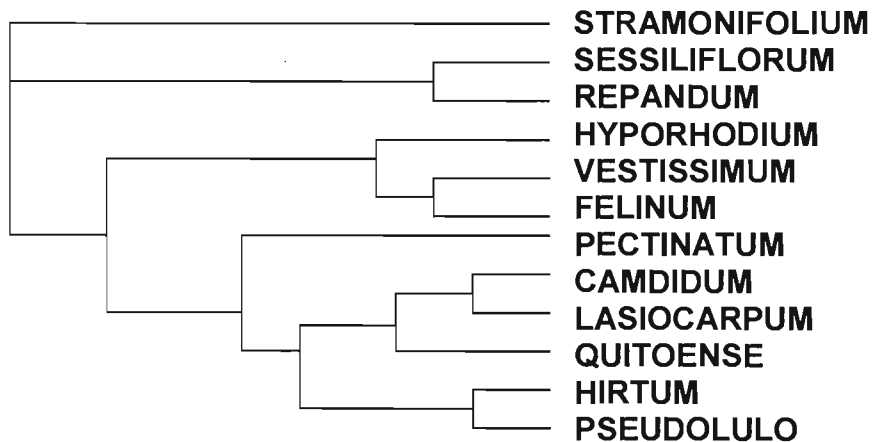 STRAMONIFOLIUM
SESSILIFLORUM
REPANDUM
HYPORHODIUM
VESTISSIMUM
FELINUM
PECTINATUM
CAMDIDUM
LASIOCARPUM
QUITOENSE
HIRTUM
PSEUDOLULO